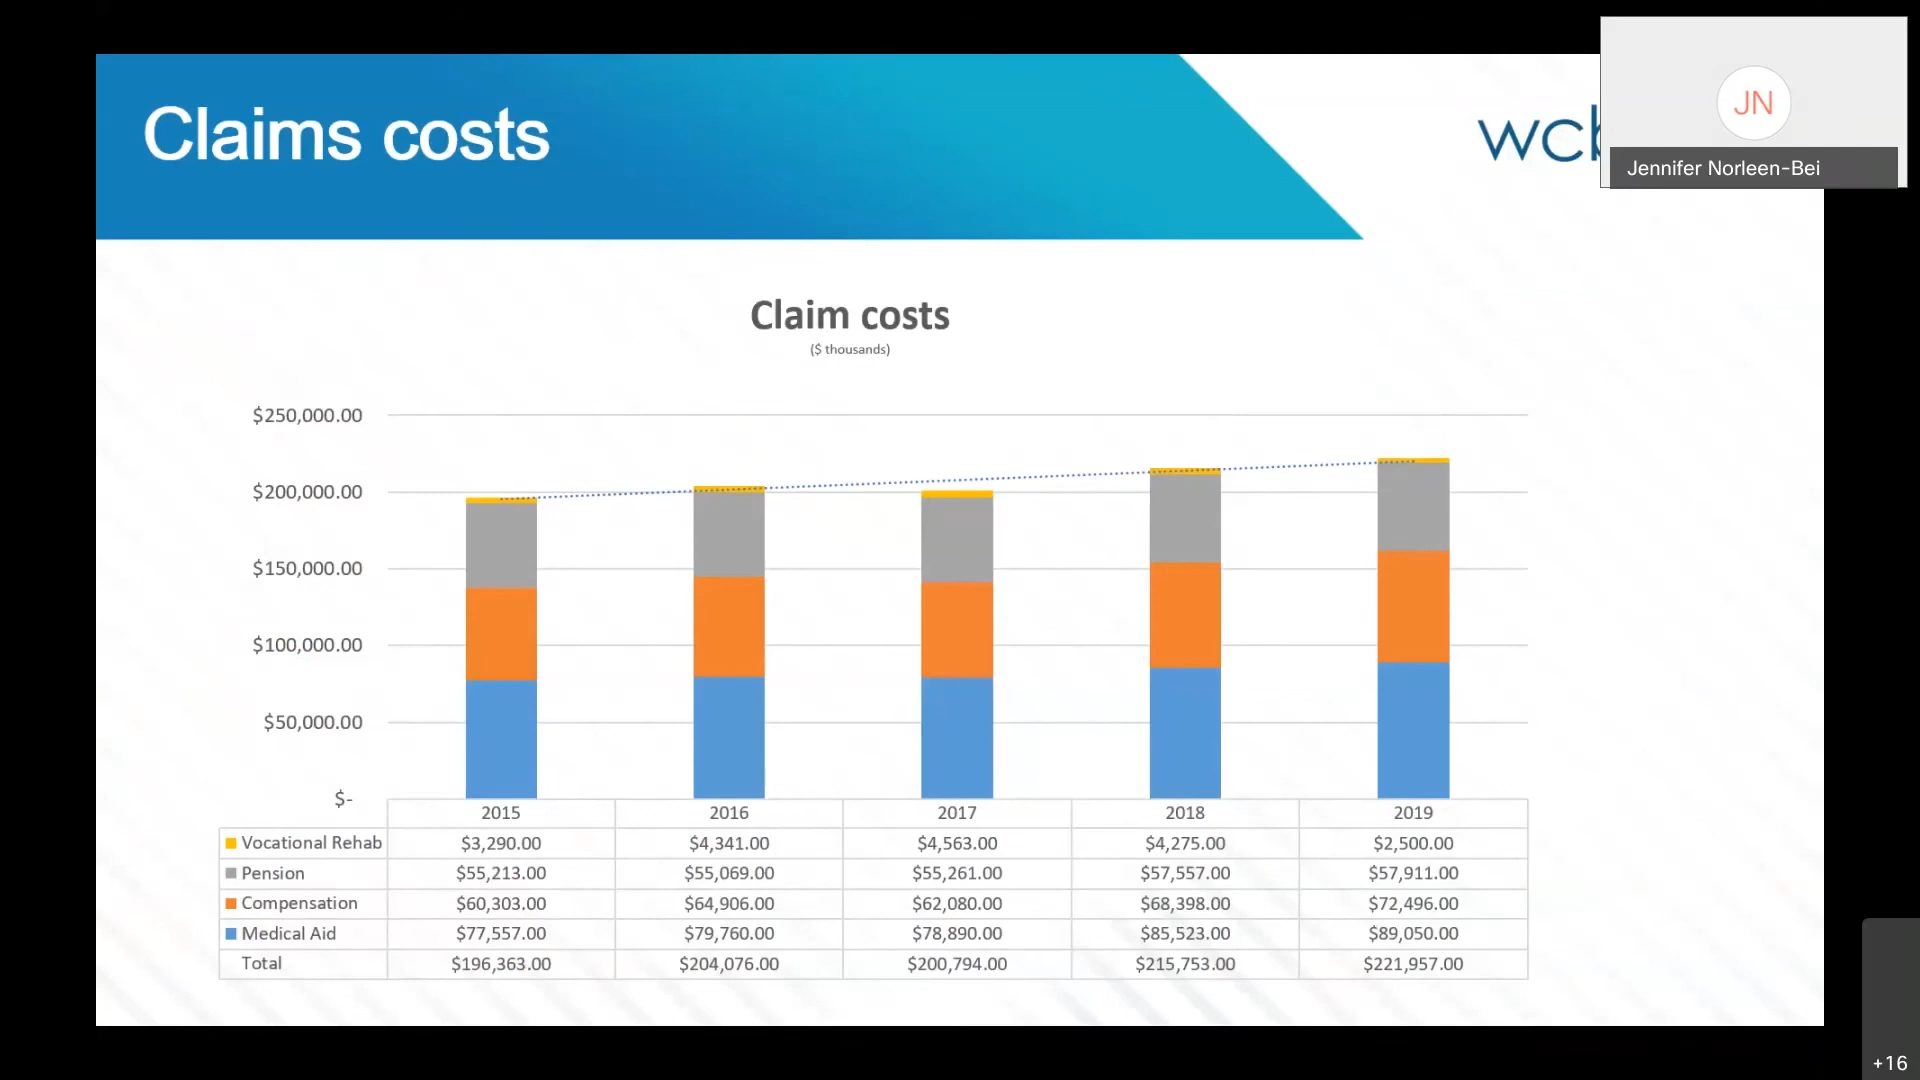 Claims costs
wcb
JN
Jennifer Norleen-Bei
Claim costs
($ thousands)
$250,000.00
$200,000.00
$150,000.00
$100,000.00
$50,000.00
$-
2015 2016 2017 2018 2019
Vocational Rehab $3,290.00 $4,341.00 $4,563.00 $4,275.00 $2,500.00
Pension $55,213.00 $55,069.00 $55,261.00 $57,557.00 $57,911.00
Compensation $60,303.00 $64,906.00 $62,080.00 $68,398.00 $72,496.00
Medical Aid $77,557.00 $79,760.00 $78,890.00 $85,523.00 $89,050.00
Total $196,363.00 $204,076.00 $200,794.00 $215,753.00 $221,957.00
+16